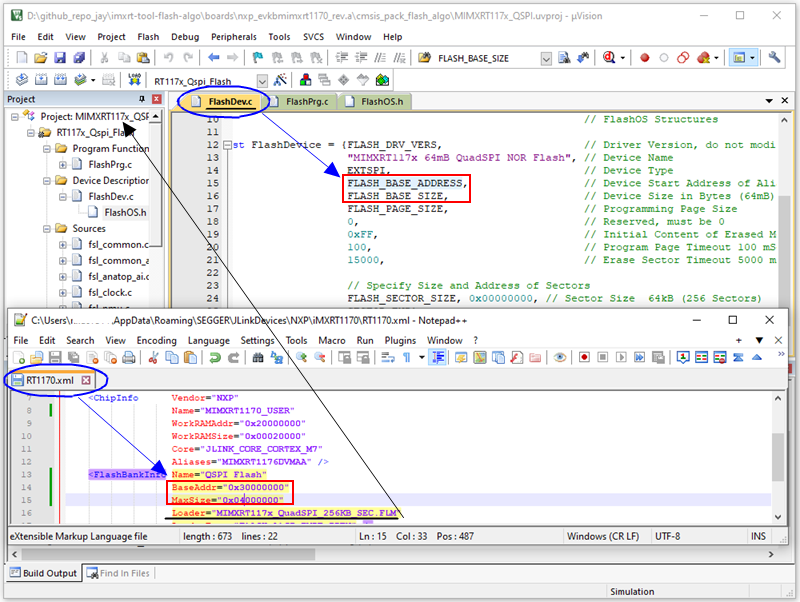 D:\github_repo_jay\imxrt-tool-flash-algo\boards\nxp_evkbmimxrt1170_rev.a\cmsis_pack_flash_algo\MIMXRT11x_QSPI.uvproj - µVision
File Edit View Project Flash Debug Peripherals Tools SVCS Window Help
FLASH_BASE_SIZE
LOAD
RT117x_Qspi_Flash
Project
FlashDev.c FlashPrg.c FlashOS.h
Project: MIMXRT117x_QSP
RT117x_Qspi_Fla
Program Function
FlashPrg.c
Device Description
FlashDev.c
FlashOS.h
Sources
fsl_common.c
fsl_common_a
fsl_anatop_ai.c
fsl_clock.c
10 // FlashOS Structures
11
12 st FlashDevice = {FLASH_DRV_VERS, // Driver Version, do not modi
13 "MIMXRT117x 64mB QuadSPI NOR Flash", // Device Name
14 EXTSPI, // Device Type
15 FLASH_BASE_ADDRESS, // Device Start Address of Ali
16 FLASH_BASE_SIZE, // Device Size in Bytes (64mB)
17 FLASH_PAGE_SIZE, // Programming Page Size
18 0, // Reserved, must be 0
19 0xFF, // Initial Content of Erased M
20 100, // Program Page Timeout 100 mS
21 15000, // Erase Sector Timeout 5000 m
22
23 // Specify Size and Address of Sectors
24 FLASH_SECTOR_SIZE, 0x00000000, // Sector Size 64kB (256 Sectors)
AppData\Roaming\SEGGER\JLinkDevices\NXP\iMXRT1170\RT1170.xml - Notepad++
File Edit Search View Encoding Language Settings Tools Macro Run Plugins Window ?
RT1170.xml
7 <ChipInfo Vendor="NXP"
8 Name="MIMXRT1170_USER"
9 WorkRAMAddr="0x20000000"
10 WorkRAMSize="0x00020000"
11 Core="JLINK_CORE_CORTEX_M7"
12 Aliases="MIMXRT1176DVMAA" />
13 <FlashBankInfo Name="QSPI Flash"
14 BaseAddr="0x30000000"
15 MaxSize="0x04000000"
16 Loader="MIMXRT117x_QuadSPI_256KB_SEC.FLM"
eXtensible Markup Language file length : 673 lines : 22 Ln : 15 Col : 33 Pos : 487 Windows (CR LF) UTF-8 INS
Build Output Find In Files
Simulation